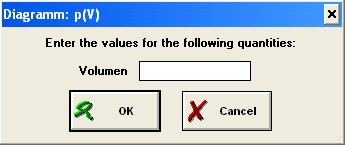 Diagramm: p(V)
Enter the values for the following quantities:
Volumen
OK
Cancel